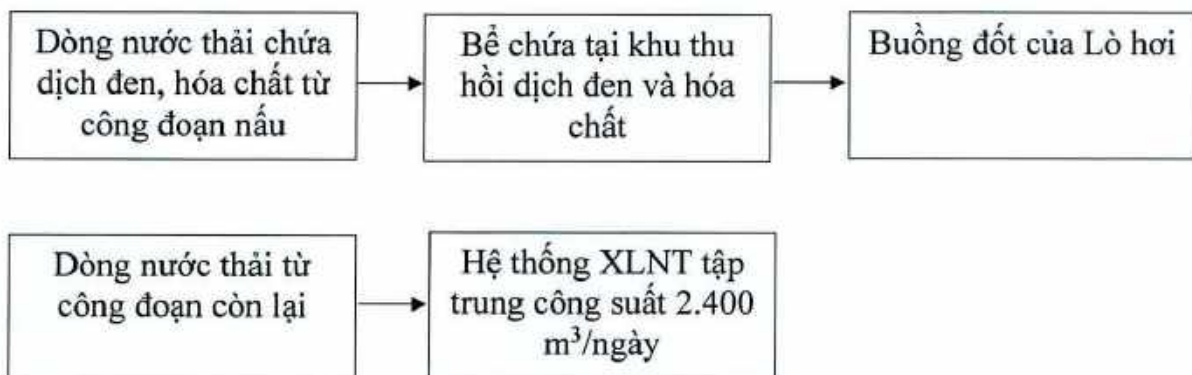 Dòng nước thải chứa
dịch đen, hóa chất từ
công đoạn nấu
Bể chứa tại khu thu
hồi dịch đen và hóa
chất
Buồng đốt của Lò hơi
Dòng nước thải từ
công đoạn còn lại
Hệ thống XLNT tập
trung công suất 2.400
m³/ngày